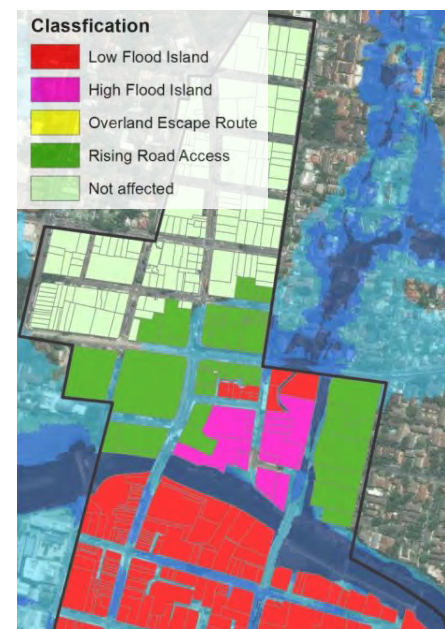 Classfication
Low Flood Island
High Flood Island
Overland Escape Route
Rising Road Access
Not affected